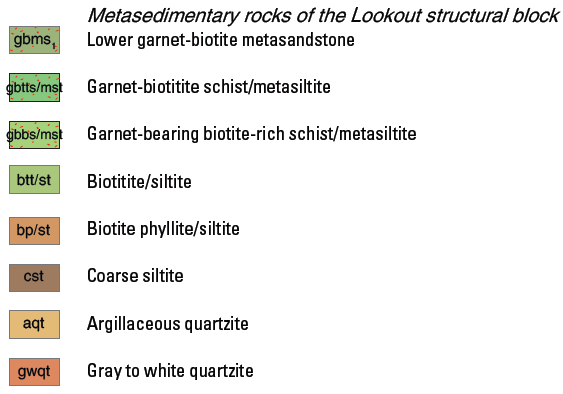 Metasedimentary rocks of the Lookout structural block
gbms₁ Lower garnet-biotite metasandstone
gbtts/mst Garnet-biotitite schist/metasiltite
gbbs/mst Garnet-bearing biotite-rich schist/metasiltite
btt/st Biotitite/siltite
bp/st Biotite phyllite/siltite
cst Coarse siltite
aqt Argillaceous quartzite
gwqt Gray to white quartzite